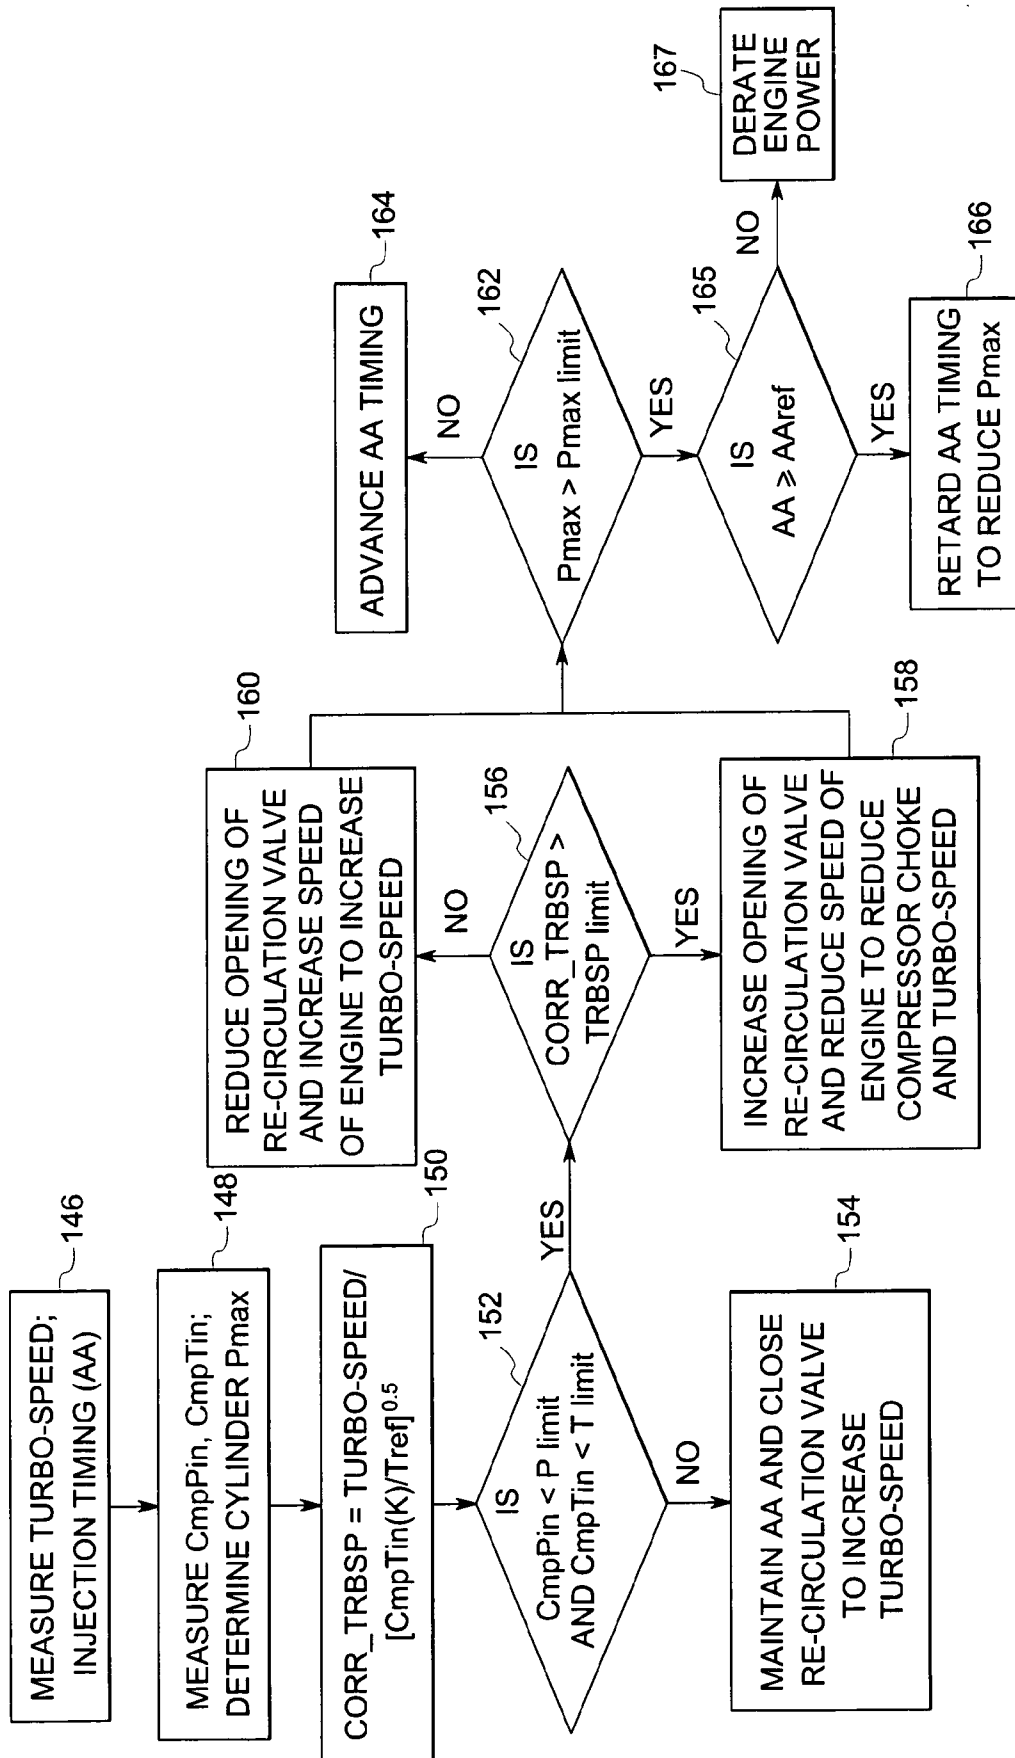 MEASURE TURBO-SPEED;
INJECTION TIMING (AA)
146
MEASURE CmpPin, CmpTin;
DETERMINE CYLINDER Pmax
148
CORR_TRBSP = TURBO-SPEED/
[CmpTin(K)/Tref]^0.5
150
IS
CmpPin < P limit
AND CmpTin < T limit
152
YES
NO
MAINTAIN AA AND CLOSE
RE-CIRCULATION VALVE
TO INCREASE
TURBO-SPEED
154
IS
CORR_TRBSP >
TRBSP limit
156
NO
YES
REDUCE OPENING OF
RE-CIRCULATION VALVE
AND INCREASE SPEED
OF ENGINE TO INCREASE
TURBO-SPEED
160
INCREASE OPENING OF
RE-CIRCULATION VALVE
AND REDUCE SPEED OF
ENGINE TO REDUCE
COMPRESSOR CHOKE
AND TURBO-SPEED
158
IS
Pmax > Pmax limit
162
NO
YES
ADVANCE AA TIMING
164
IS
AA ⩾ AAref
165
NO
YES
DERATE
ENGINE
POWER
167
RETARD AA TIMING
TO REDUCE Pmax
166